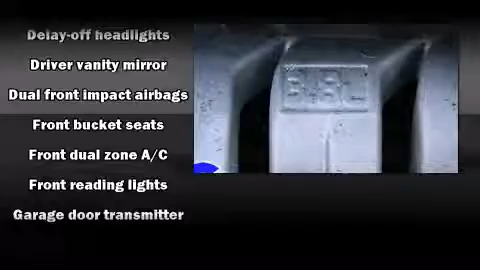 Delay-off headlights
Driver vanity mirror
Dual front impact airbags
Front bucket seats
Front dual zone A/C
Front reading lights
Garage door transmitter